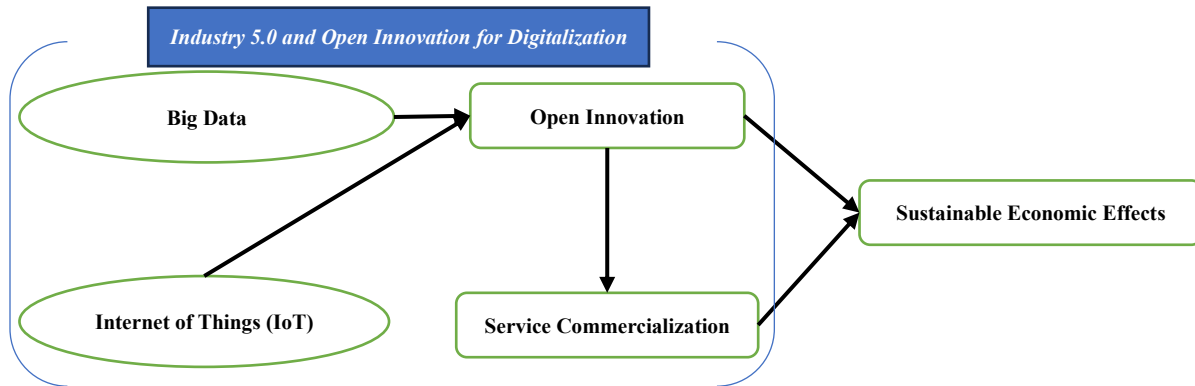 Industry 5.0 and Open Innovation for Digitalization
Big Data
Open Innovation
Sustainable Economic Effects
Internet of Things (IoT)
Service Commercialization